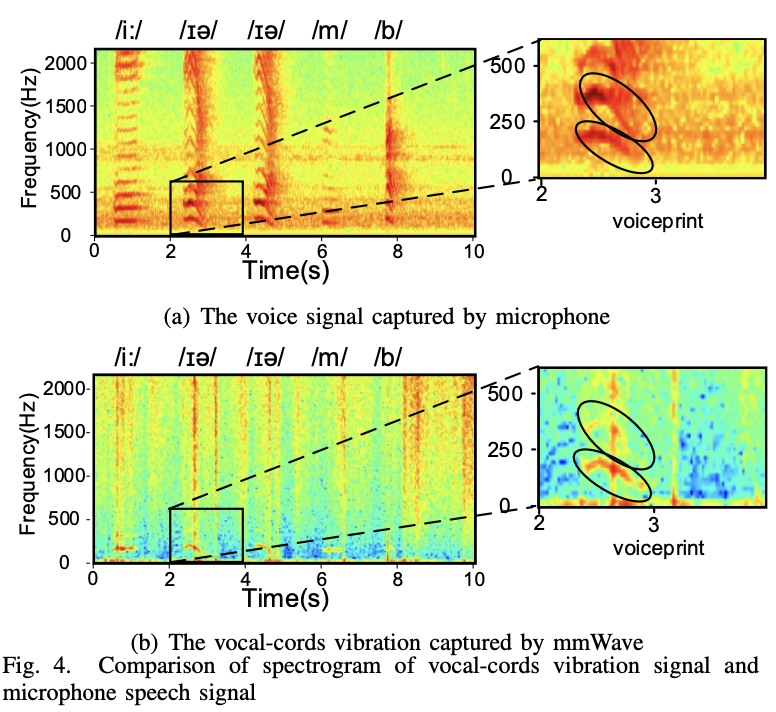 /i:/ /ɪə/ /ɪə/ /m/ /b/
Frequency(Hz)
2000
1500
1000
500
0
0 2 4 6 8 10
Time(s)
500
250
0
2 3
voiceprint
(a) The voice signal captured by microphone
/i:/ /ɪə/ /ɪə/ /m/ /b/
Frequency(Hz)
2000
1500
1000
500
0
0 2 4 6 8 10
Time(s)
500
250
0
2 3
voiceprint
(b) The vocal-cords vibration captured by mmWave
Fig. 4. Comparison of spectrogram of vocal-cords vibration signal and
microphone speech signal